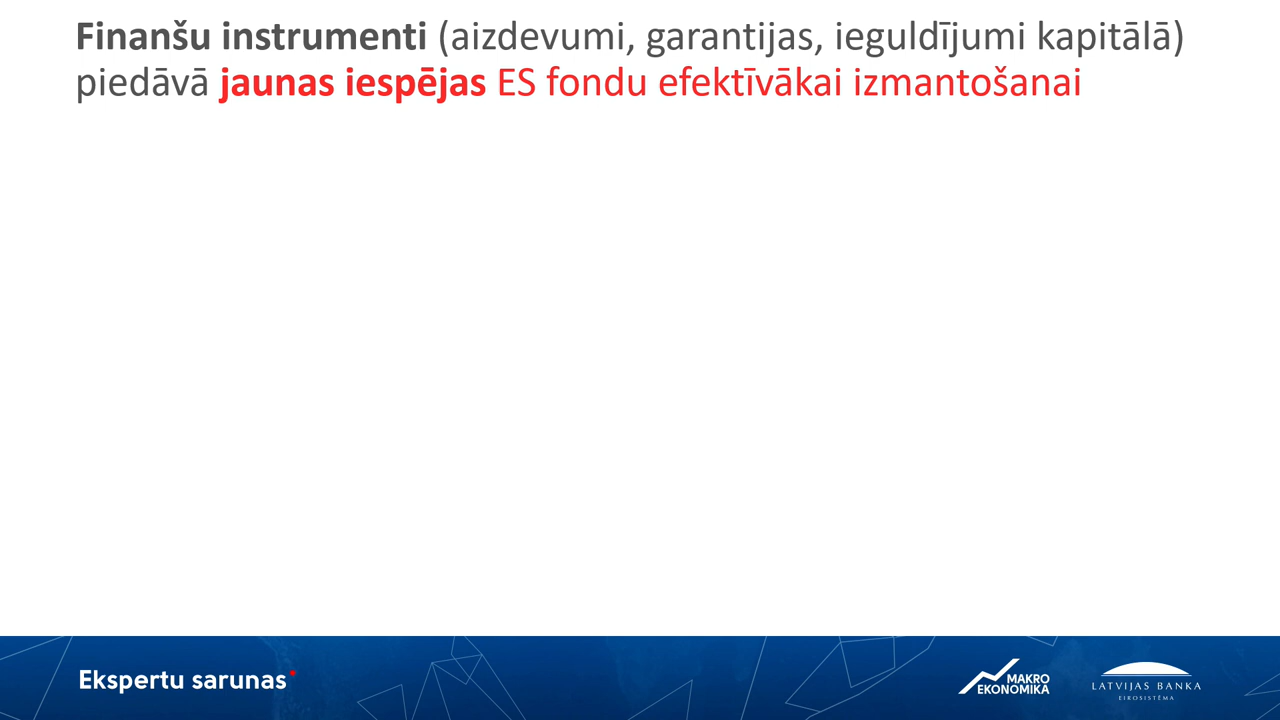 Finanšu instrumenti (aizdevumi, garantijas, ieguldījumi kapitālā)
piedāvā jaunas iespējas ES fondu efektīvākai izmantošanai
Ekspertu sarunas
MAKRO
EKONOMIKA
LATVIJAS BANKA
EIROSISTĒMA